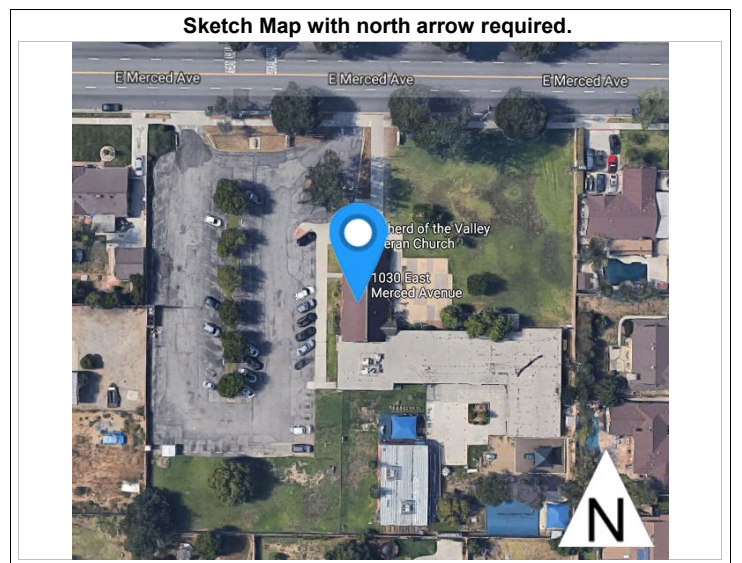 Sketch Map with north arrow required.
E Merced Ave
E Merced Ave
E Merced Ave
herd of the Valley
eran Church
1030 East
Merced Avenue
N